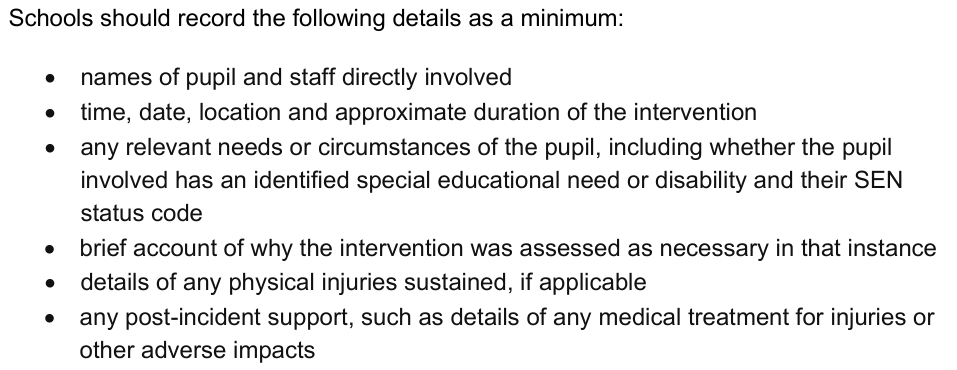 Schools should record the following details as a minimum:
• names of pupil and staff directly involved
• time, date, location and approximate duration of the intervention
• any relevant needs or circumstances of the pupil, including whether the pupil
involved has an identified special educational need or disability and their SEN
status code
• brief account of why the intervention was assessed as necessary in that instance
• details of any physical injuries sustained, if applicable
• any post-incident support, such as details of any medical treatment for injuries or
other adverse impacts